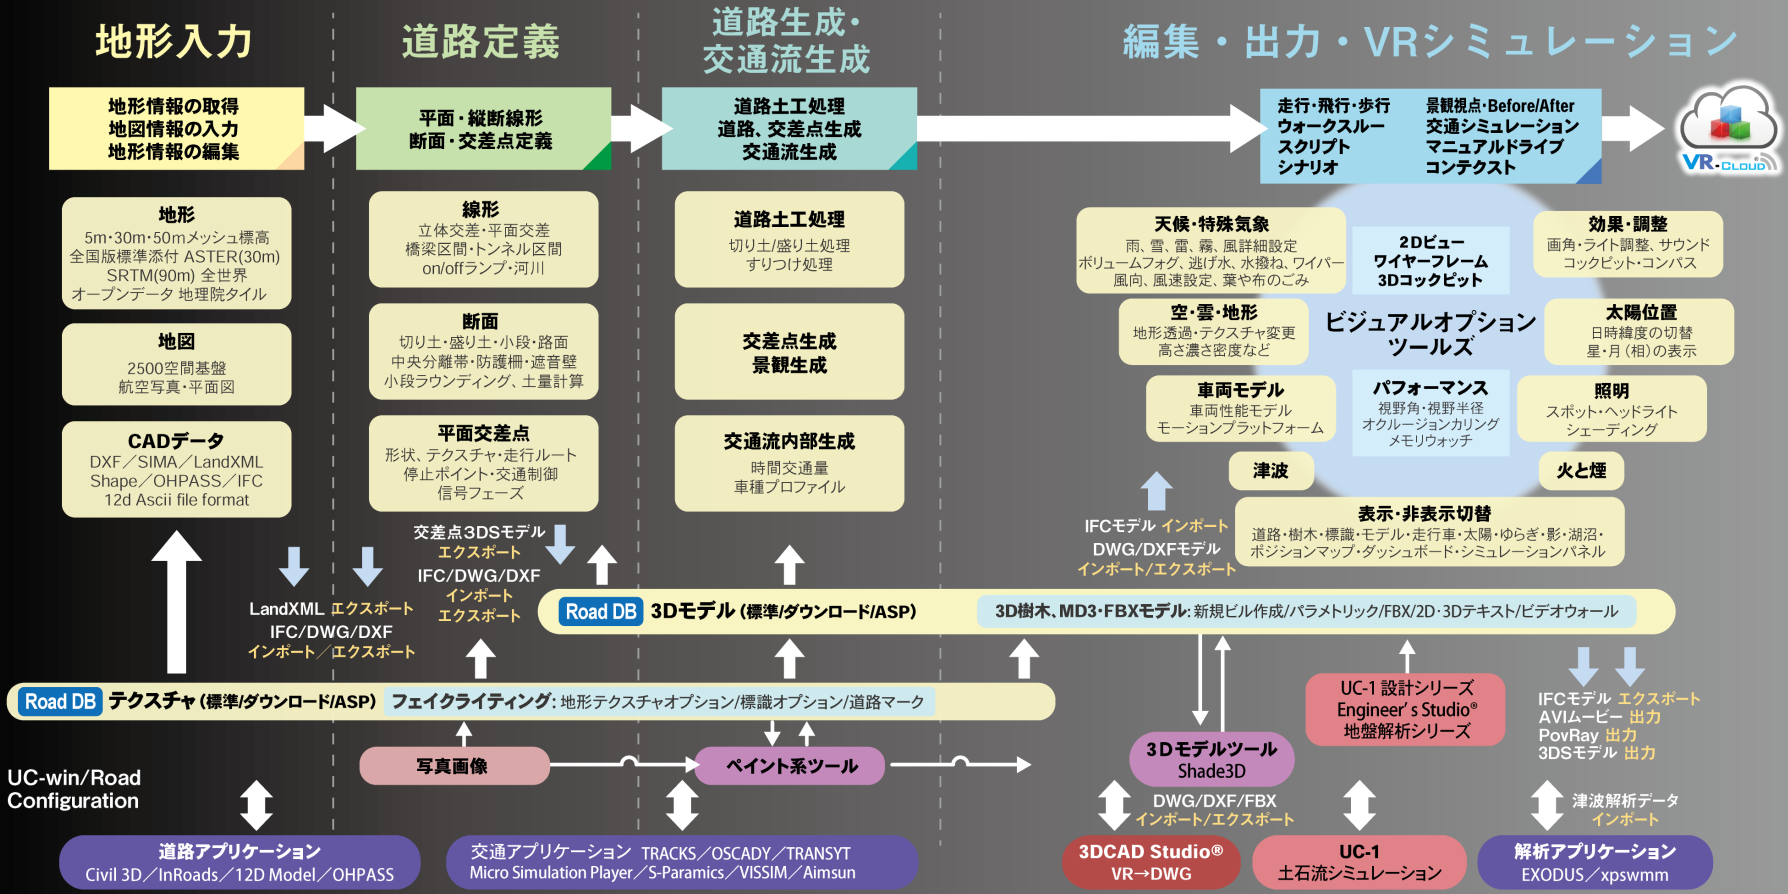 地形入力
道路定義
道路生成・
交通流生成
編集・出力・VRシミュレーション
地形情報の取得
地図情報の入力
地形情報の編集
平面・縦断線形
断面・交差点定義
道路土工処理
道路、交差点生成
交通流生成
走行・飛行・歩行
ウォークスルー
スクリプト
シナリオ
景観視点・Before/After
交通シミュレーション
マニュアルドライブ
コンテクスト
VR-CLOUD
地形
5m・30m・50mメッシュ標高
全国版標準添付 ASTER(30m)
SRTM(90m) 全世界
オープンデータ 地理院タイル
地図
2500空間基盤
航空写真・平面図
CADデータ
DXF／SIMA／LandXML
Shape／OHPASS／IFC
12d Ascii file format
線形
立体交差・平面交差
橋梁区間・トンネル区間
on/offランプ・河川
断面
切り土・盛り土・小段・路面
中央分離帯・防護柵・遮音壁
小段ラウンディング、土量計算
平面交差点
形状、テクスチャ・走行ルート
停止ポイント・交通制御
信号フェーズ
道路土工処理
切り土/盛り土処理
すりつけ処理
交差点生成
景観生成
交通流内部生成
時間交通量
車種プロファイル
天候・特殊気象
雨、雪、雷、霧、風詳細設定
ボリュームフォグ、逃げ水、水撥ね、ワイパー
風向、風速設定、葉や布のごみ
空・雲・地形
地形透過・テクスチャ変更
高さ濃さ密度など
車両モデル
車両性能モデル
モーションプラットフォーム
津波
2Dビュー
ワイヤーフレーム
3Dコックピット
ビジュアルオプション
ツールズ
パフォーマンス
視野角・視野半径
オクルージョンカリング
メモリウォッチ
効果・調整
画角・ライト調整、サウンド
コックピット・コンパス
太陽位置
日時緯度の切替
星・月（相）の表示
照明
スポット・ヘッドライト
シェーディング
火と煙
表示・非表示切替
道路・樹木・標識・モデル・走行車・太陽・ゆらぎ・影・湖沼・
ポジションマップ・ダッシュボード・シミュレーションパネル
IFCモデル インポート
DWG/DXFモデル
インポート/エクスポート
LandXML エクスポート
IFC/DWG/DXF
インポート／エクスポート
交差点3DSモデル
エクスポート
IFC/DWG/DXF
インポート
エクスポート
Road DB 3Dモデル（標準/ダウンロード/ASP） 3D樹木、MD3・FBXモデル：新規ビル作成/パラメトリック/FBX/2D・3Dテキスト/ビデオウォール
Road DB テクスチャ（標準/ダウンロード/ASP） フェイクライティング：地形テクスチャオプション/標識オプション/道路マーク
写真画像
ペイント系ツール
3Dモデルツール
Shade3D
UC-1 設計シリーズ
Engineer's Studio®
地盤解析シリーズ
IFCモデル エクスポート
AVIムービー 出力
PovRay 出力
3DSモデル 出力
UC-win/Road
Configuration
DWG/DXF/FBX
インポート/エクスポート
津波解析データ
インポート
道路アプリケーション
Civil 3D／InRoads／12D Model／OHPASS
交通アプリケーション TRACKS／OSCADY／TRANSYT
Micro Simulation Player／S-Paramics／VISSIM／Aimsun
3DCAD Studio®
VR→DWG
UC-1
土石流シミュレーション
解析アプリケーション
EXODUS／xpswmm